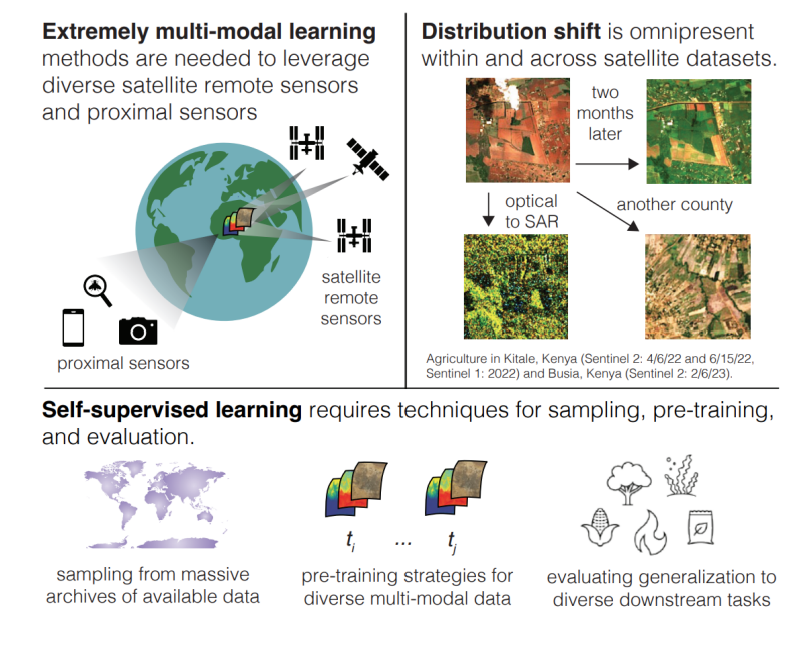 Extremely multi-modal learning
methods are needed to leverage
diverse satellite remote sensors
and proximal sensors
satellite
remote
sensors
proximal sensors
Distribution shift is omnipresent
within and across satellite datasets.
two
months
later
optical
to SAR
another county
Agriculture in Kitale, Kenya (Sentinel 2: 4/6/22 and 6/15/22,
Sentinel 1: 2022) and Busia, Kenya (Sentinel 2: 2/6/23).
Self-supervised learning requires techniques for sampling, pre-training,
and evaluation.
sampling from massive
archives of available data
tᵢ ... tⱼ
pre-training strategies for
diverse multi-modal data
evaluating generalization to
diverse downstream tasks